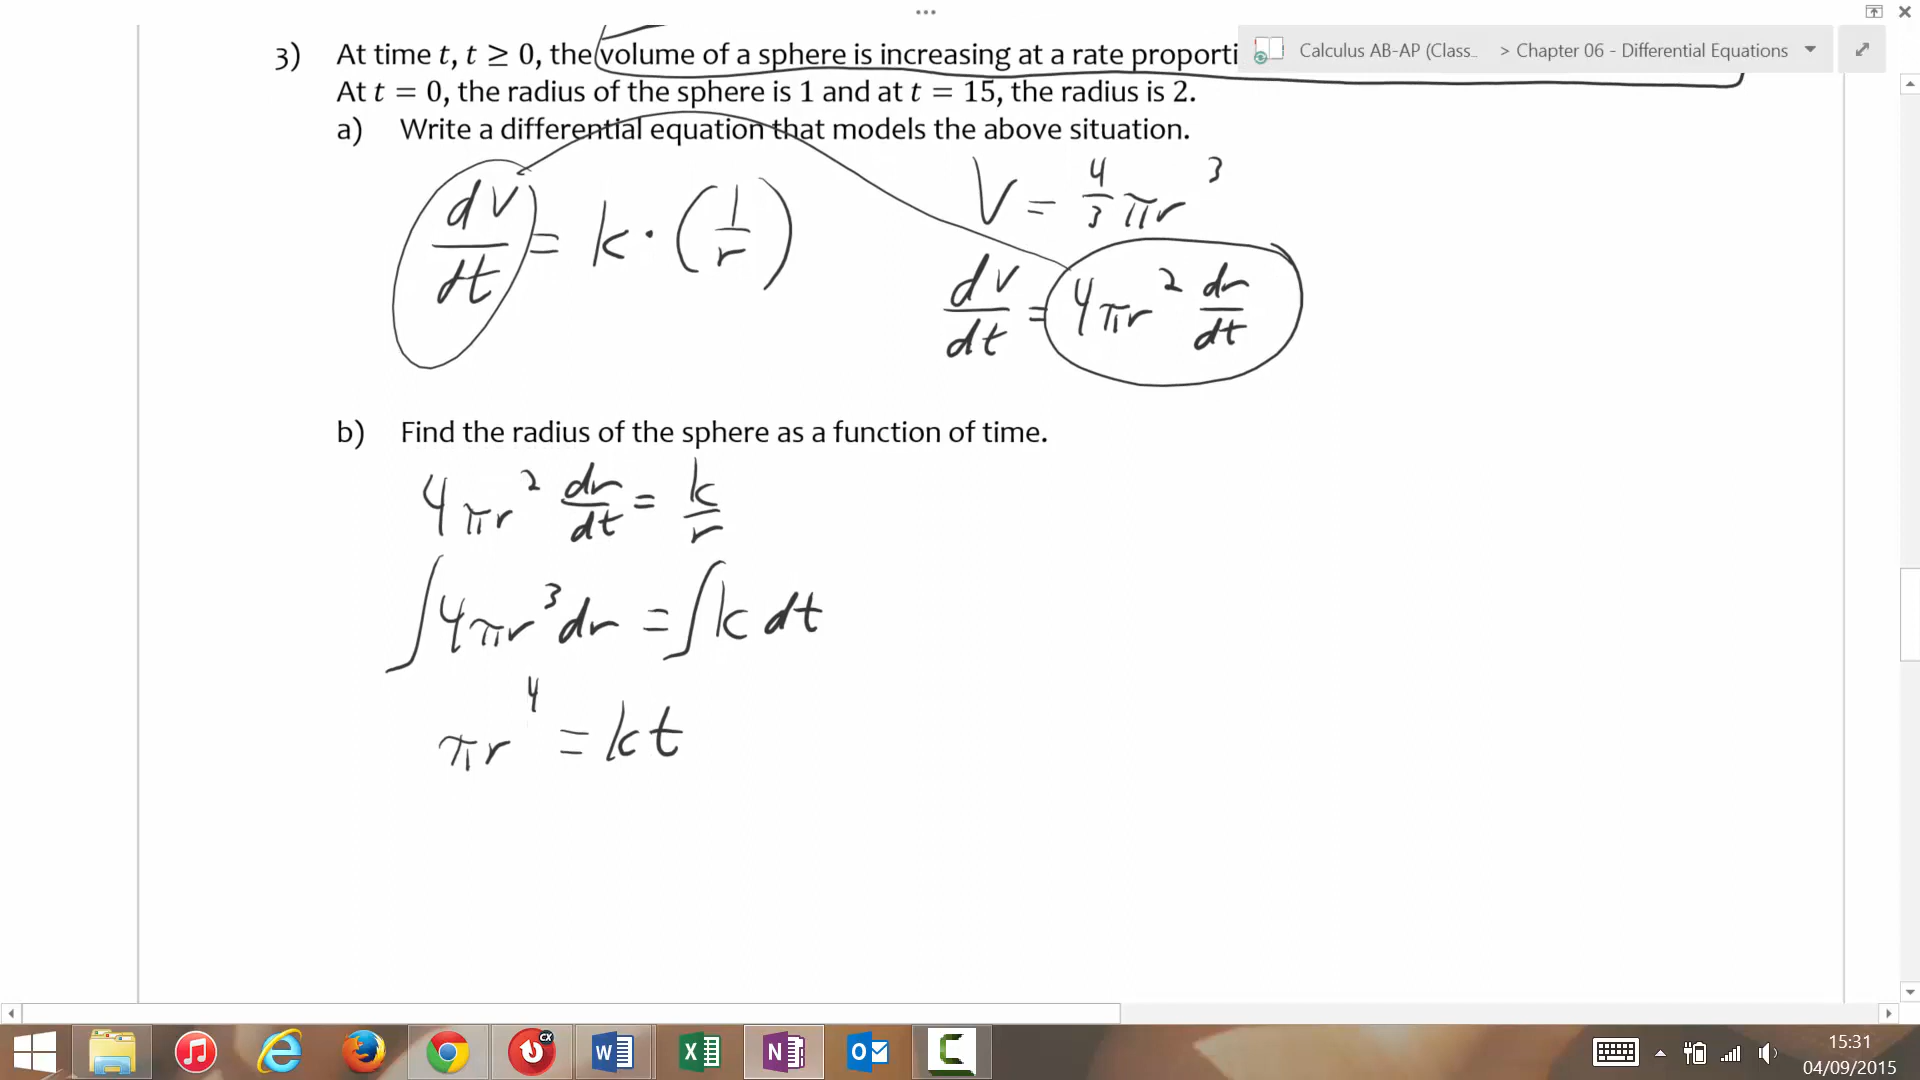 ...
3) At time t, t ≥ 0, the volume of a sphere is increasing at a rate proporti
Calculus AB-AP (Class... > Chapter 06 - Differential Equations
At t = 0, the radius of the sphere is 1 and at t = 15, the radius is 2.
a) Write a differential equation that models the above situation.
dv/dt = k · (1/r)
V = 4/3 πr³
dv/dt = 4πr² dr/dt
b) Find the radius of the sphere as a function of time.
4πr² dr/dt = k/r
∫4πr³dr = ∫k dt
πr⁴ = kt
15:31
04/09/2015